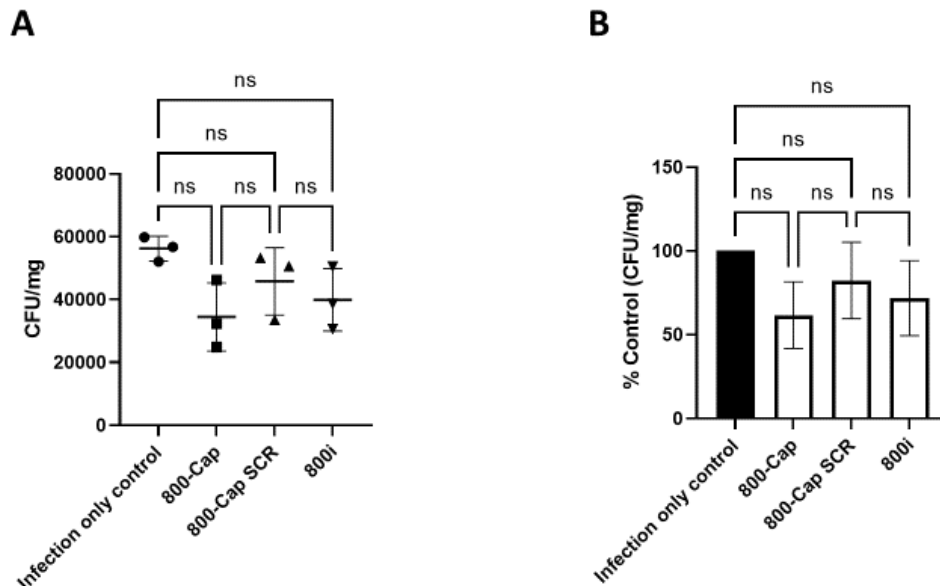 A
ns
ns
ns
ns
ns
80000
60000
40000
20000
0
CFU/mg
Infection only control
800-Cap
800-Cap SCR
800i
B
ns
ns
ns
ns
ns
150
100
50
0
% Control (CFU/mg)
Infection only control
800-Cap
800-Cap SCR
800i